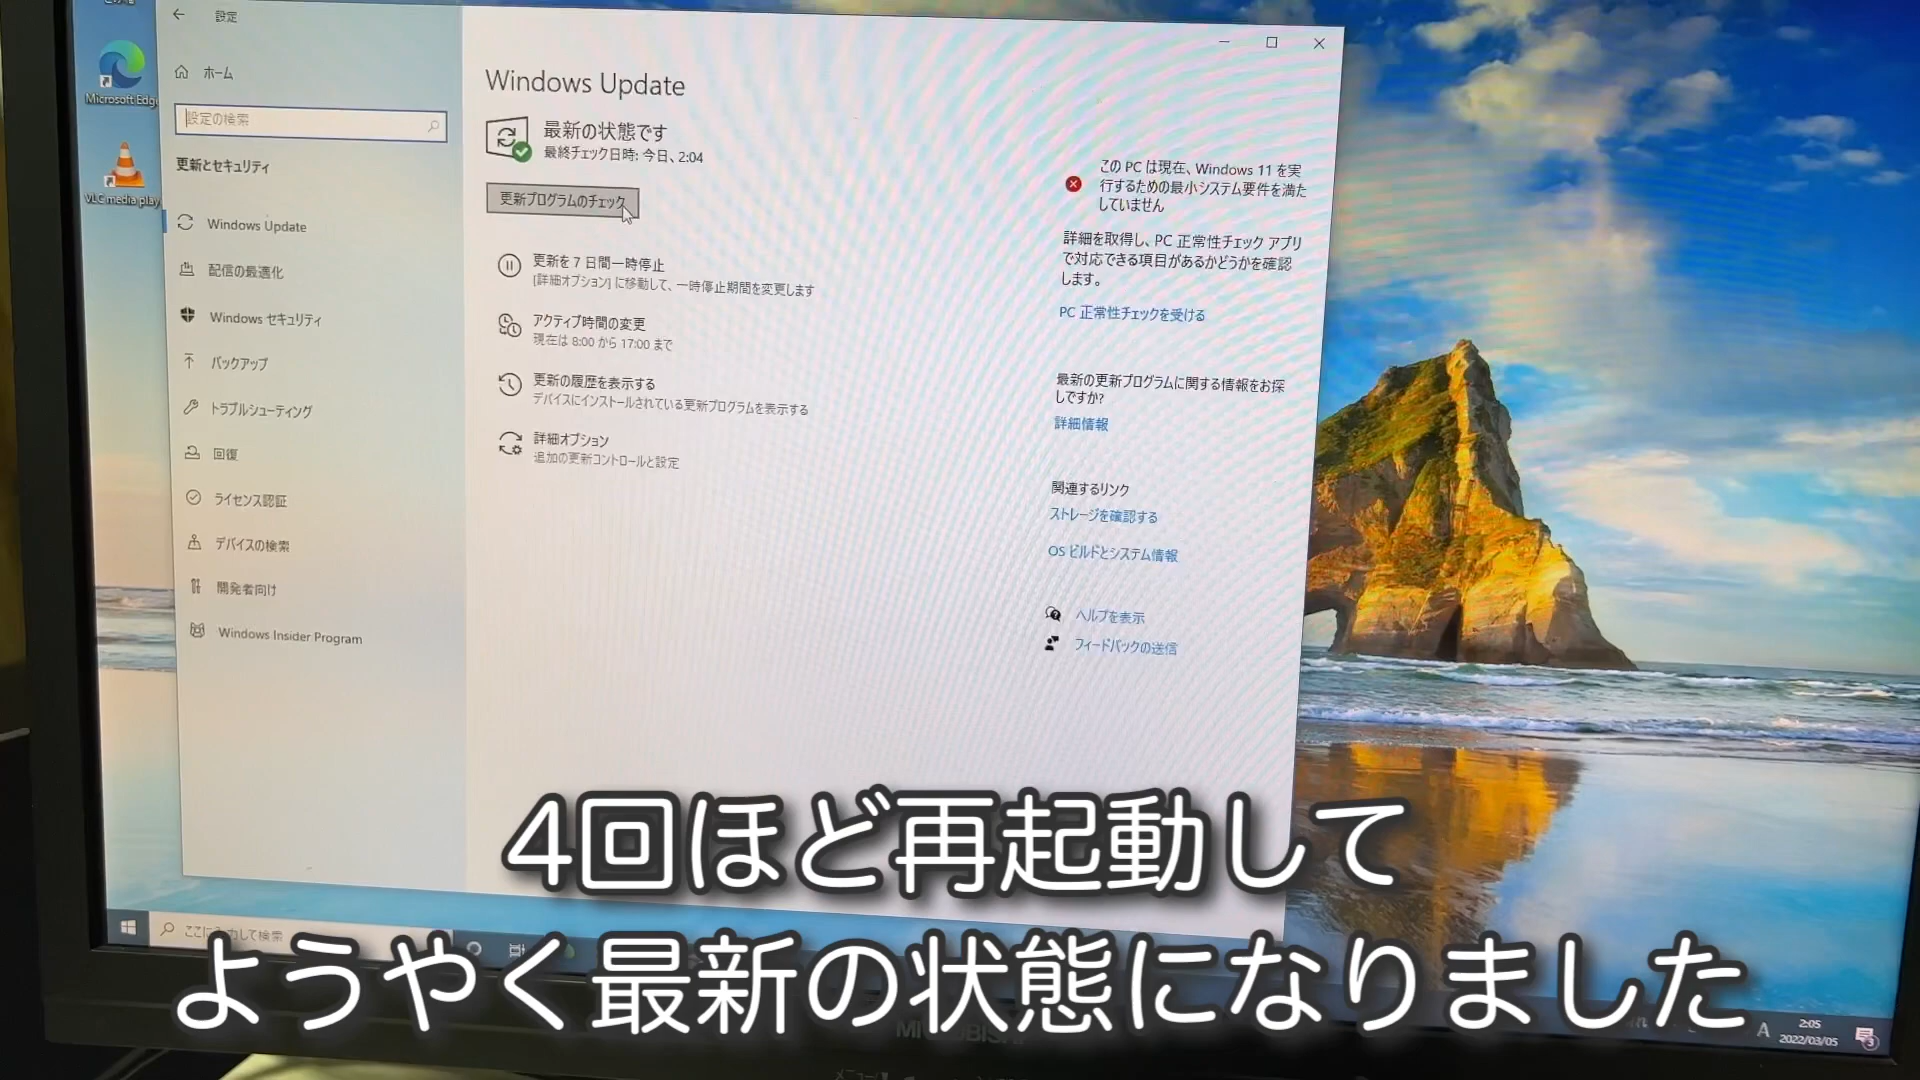 設定
ホーム
設定の検索
更新とセキュリティ
Windows Update
配信の最適化
Windows セキュリティ
バックアップ
トラブルシューティング
回復
ライセンス認証
デバイスの検索
開発者向け
Windows Insider Program
Microsoft Edge
VLC media play
Windows Update
最新の状態です
最終チェック日時: 今日、2:04
更新プログラムのチェック
更新を 7 日間一時停止
[詳細オプション] に移動して、一時停止期間を変更します
アクティブ時間の変更
現在は 8:00 から 17:00 まで
更新の履歴を表示する
デバイスにインストールされている更新プログラムを表示する
詳細オプション
追加の更新コントロールと設定
この PC は現在、Windows 11 を実
行するための最小システム要件を満た
していません
詳細を取得し、PC 正常性チェック アプリ
で対応できる項目があるかどうかを確認
します。
PC 正常性チェックを受ける
最新の更新プログラムに関する情報をお探
しですか?
詳細情報
関連するリンク
ストレージを確認する
OS ビルドとシステム情報
ヘルプを表示
フィードバックの送信
4回ほど再起動して
ようやく最新の状態になりました
ここに入力して検索
A
2:05
2022/03/05
3